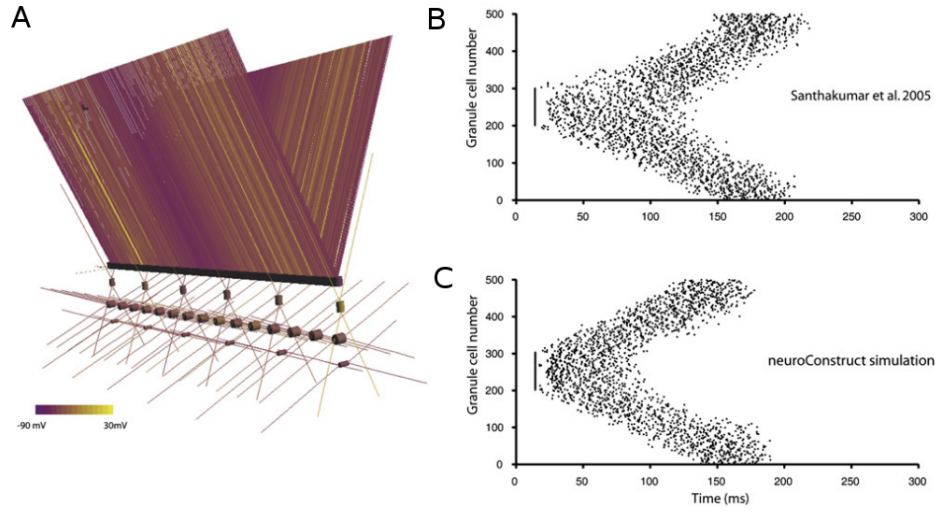 A
-90 mV 30mV
B
500
400
300
200
100
0
Granule cell number
Santhakumar et al. 2005
0 50 100 150 200 250 300
C
500
400
300
200
100
0
Granule cell number
neuroConstruct simulation
0 50 100 150 200 250 300
Time (ms)